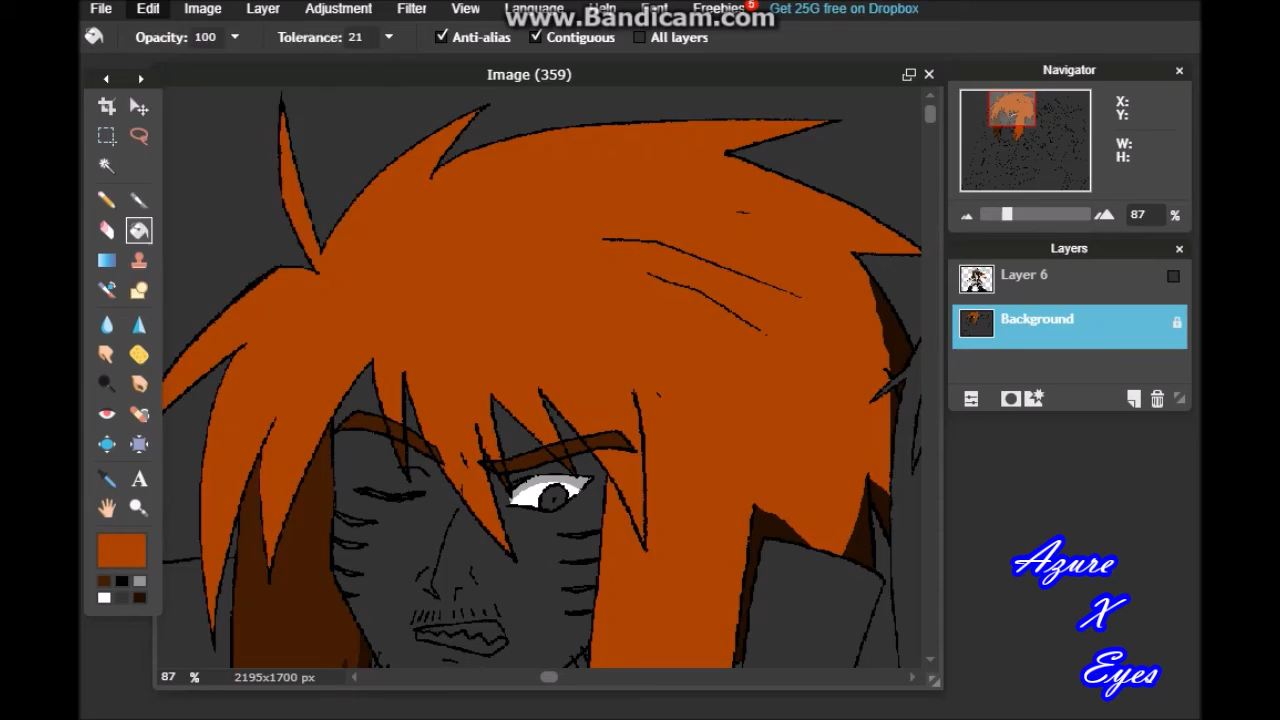 File Edit Image Layer Adjustment Filter View Language Help Font Freebies 5 Get 25G free on Dropbox
www.Bandicam.com
Opacity: 100 Tolerance: 21 Anti-alias Contiguous All layers
Image (359)
Navigator
X:
Y:
W:
H:
87 %
Layers
Layer 6
Background
A
87 % 2195x1700 px
Azure
X
Eyes